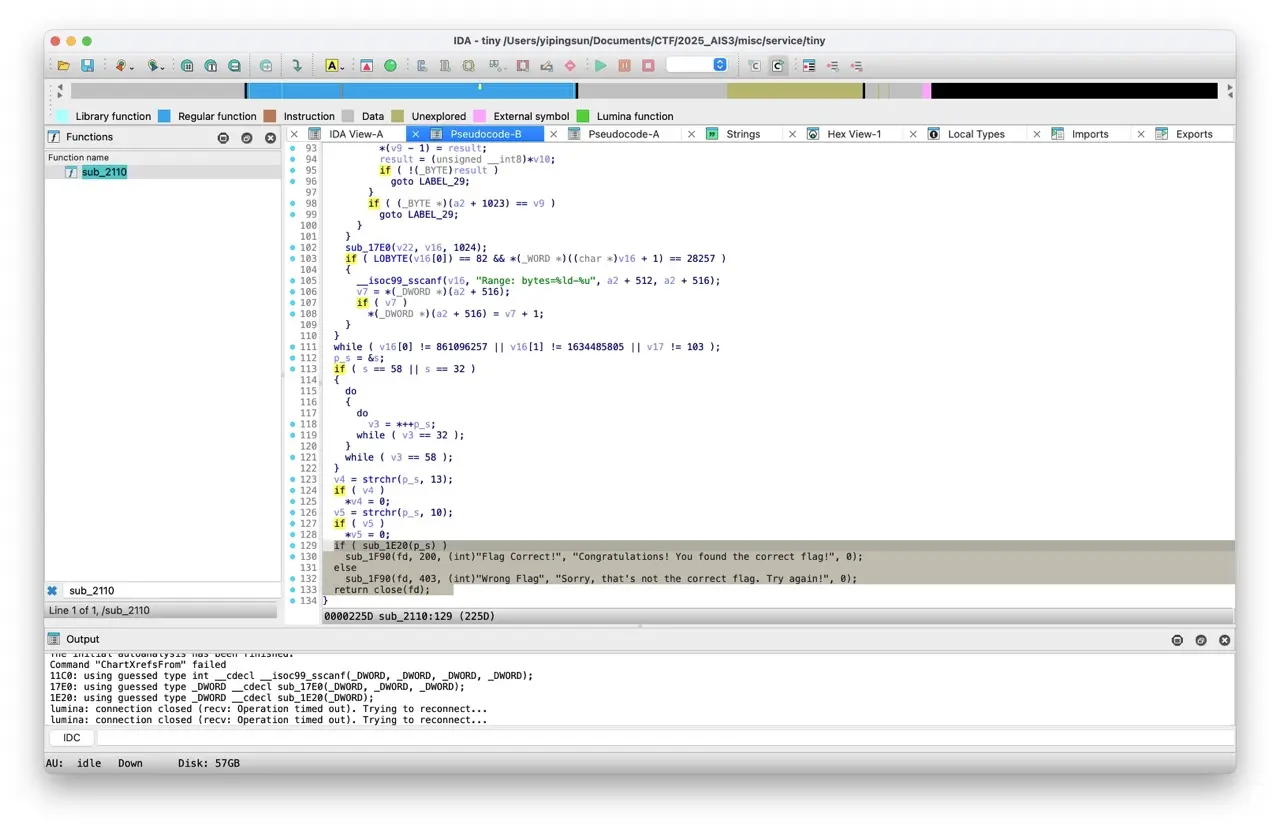 IDA - tiny /Users/yipingsun/Documents/CTF/2025_AIS3/misc/service/tiny
Library function Regular function Instruction Data Unexplored External symbol Lumina function
Functions
IDA View-A Pseudocode-B Pseudocode-A Strings Hex View-1 Local Types Imports Exports
Function name
sub_2110
93 *(v9 - 1) = result;
94 result = (unsigned __int8)*v10;
95 if ( !(_BYTE)result )
96 goto LABEL_29;
97 }
98 if ( (_BYTE *)(a2 + 1023) == v9 )
99 goto LABEL_29;
100 }
101 }
102 sub_17E0(v22, v16, 1024);
103 if ( LOBYTE(v16[0]) == 82 && *(_WORD *)((char *)v16 + 1) == 28257 )
104 {
105 __isoc99_sscanf(v16, "Range: bytes=%ld-%u", a2 + 512, a2 + 516);
106 v7 = *(_DWORD *)(a2 + 516);
107 if ( v7 )
108 *(_DWORD *)(a2 + 516) = v7 + 1;
109 }
110 }
111 while ( v16[0] != 861096257 || v16[1] != 1634485805 || v17 != 103 );
112 p_s = &s;
113 if ( s == 58 || s == 32 )
114 {
115 do
116 {
117 do
118 v3 = *++p_s;
119 while ( v3 == 32 );
120 }
121 while ( v3 == 58 );
122 }
123 v4 = strchr(p_s, 13);
124 if ( v4 )
125 *v4 = 0;
126 v5 = strchr(p_s, 10);
127 if ( v5 )
128 *v5 = 0;
129 if ( sub_1E20(p_s) )
130 sub_1F90(fd, 200, (int)"Flag Correct!", "Congratulations! You found the correct flag!", 0);
131 else
132 sub_1F90(fd, 403, (int)"Wrong Flag", "Sorry, that's not the correct flag. Try again!", 0);
133 return close(fd);
134 }
sub_2110
Line 1 of 1, /sub_2110
0000225D sub_2110:129 (225D)
Output
The initial autoanalysis has been finished.
Command "ChartXrefsFrom" failed
11C0: using guessed type int __cdecl __isoc99_sscanf(_DWORD, _DWORD, _DWORD, _DWORD);
17E0: using guessed type _DWORD __cdecl sub_17E0(_DWORD, _DWORD, _DWORD);
1E20: using guessed type _DWORD __cdecl sub_1E20(_DWORD);
lumina: connection closed (recv: Operation timed out). Trying to reconnect...
lumina: connection closed (recv: Operation timed out). Trying to reconnect...
IDC
AU: idle Down Disk: 57GB